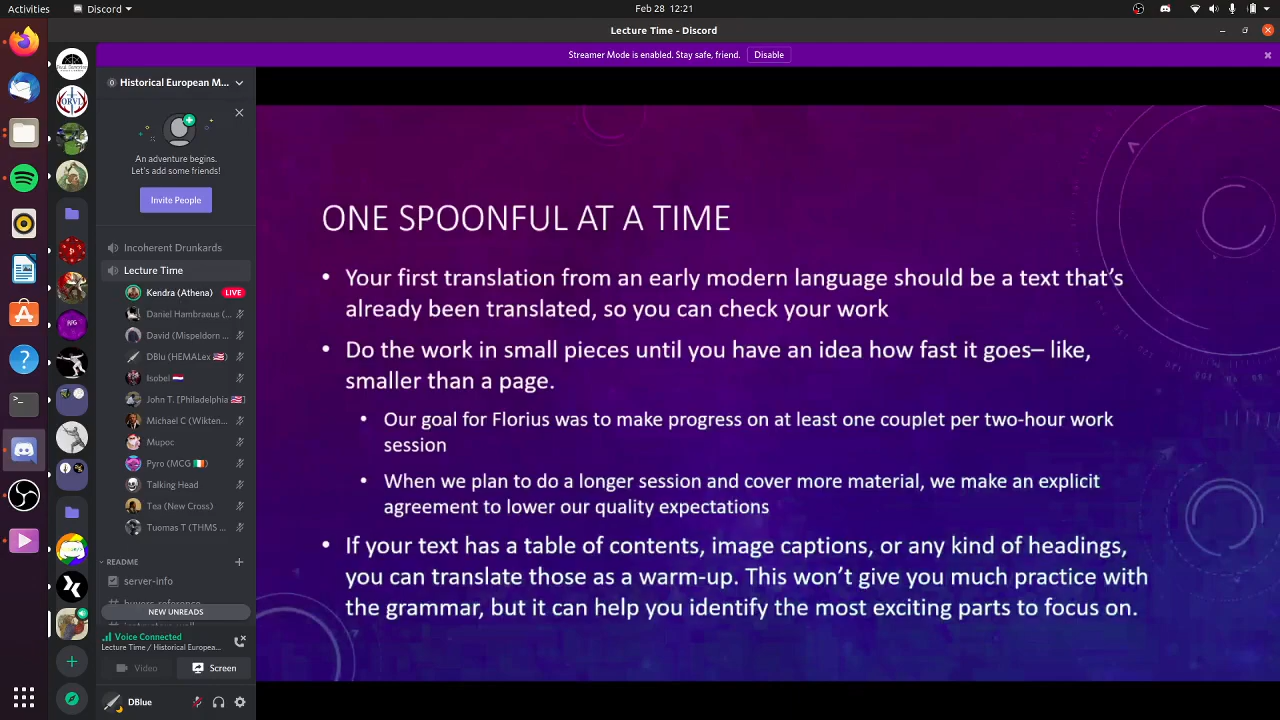 Activities
Discord
Feb 28 12:21
Lecture Time - Discord
Streamer Mode is enabled. Stay safe, friend.
Disable
Historical European M...
An adventure begins.
Let's add some friends!
Invite People
Incoherent Drunkards
Lecture Time
Kendra (Athena)
LIVE
Daniel Hambraeus (...
David (Mispeldorn ...
DBlu (HEMALex
Isobel
John T. [Philadelphia
Michael C (Wikten...
Mupoc
Pyro (MCG
Talking Head
Tea (New Cross)
Tuomas T (THMS ...
README
server-info
NEW UNREADS
Voice Connected
Lecture Time / Historical Europea...
Video
Screen
DBlue
ONE SPOONFUL AT A TIME
• Your first translation from an early modern language should be a text that's
already been translated, so you can check your work
• Do the work in small pieces until you have an idea how fast it goes– like,
smaller than a page.
• Our goal for Florius was to make progress on at least one couplet per two-hour work
session
• When we plan to do a longer session and cover more material, we make an explicit
agreement to lower our quality expectations
• If your text has a table of contents, image captions, or any kind of headings,
you can translate those as a warm-up. This won't give you much practice with
the grammar, but it can help you identify the most exciting parts to focus on.